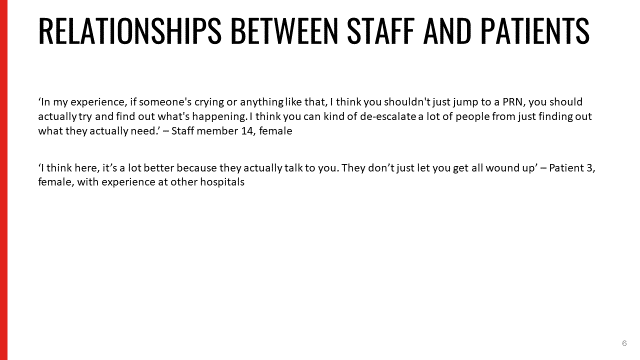 RELATIONSHIPS BETWEEN STAFF AND PATIENTS
‘In my experience, if someone's crying or anything like that, I think you shouldn't just jump to a PRN, you should
actually try and find out what's happening. I think you can kind of de-escalate a lot of people from just finding out
what they actually need.’ – Staff member 14, female
‘I think here, it’s a lot better because they actually talk to you. They don’t just let you get all wound up’ – Patient 3,
female, with experience at other hospitals
6